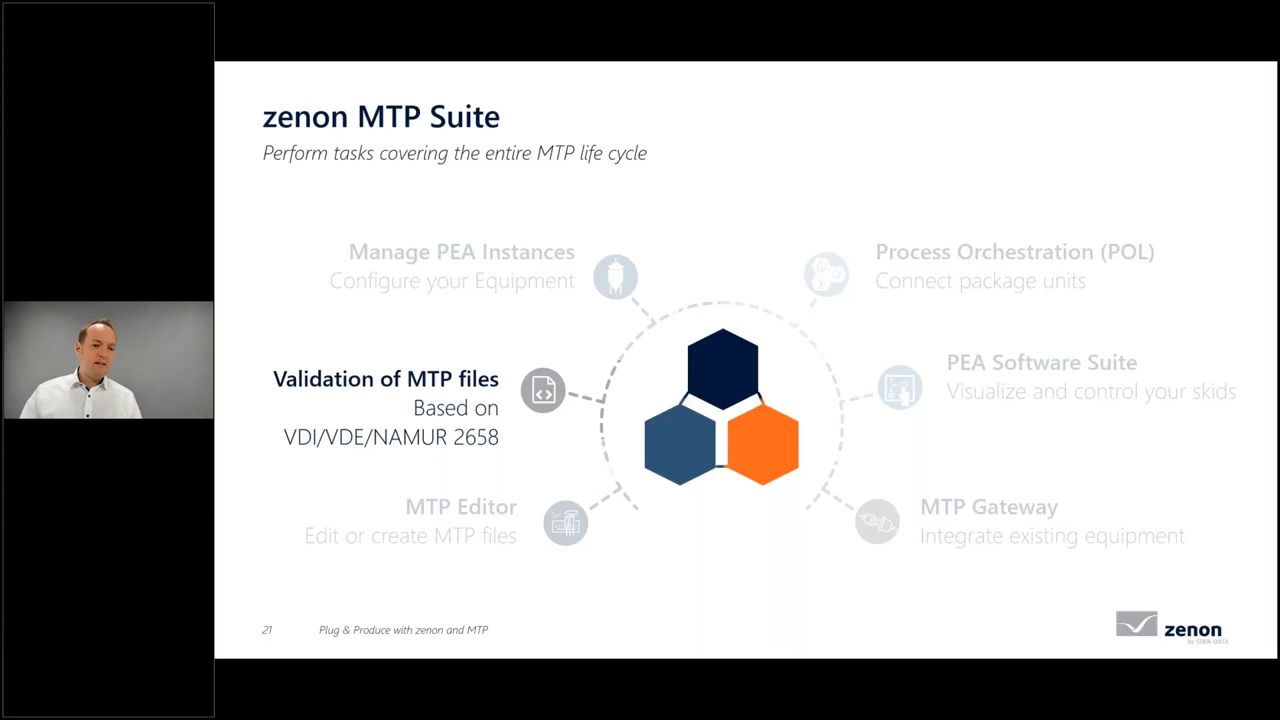 zenon MTP Suite
Perform tasks covering the entire MTP life cycle
Manage PEA Instances
Configure your Equipment
Process Orchestration (POL)
Connect package units
Validation of MTP files
Based on
VDI/VDE/NAMUR 2658
PEA Software Suite
Visualize and control your skids
MTP Editor
Edit or create MTP files
MTP Gateway
Integrate existing equipment
21
Plug & Produce with zenon and MTP
zenon
by COPA-DATA